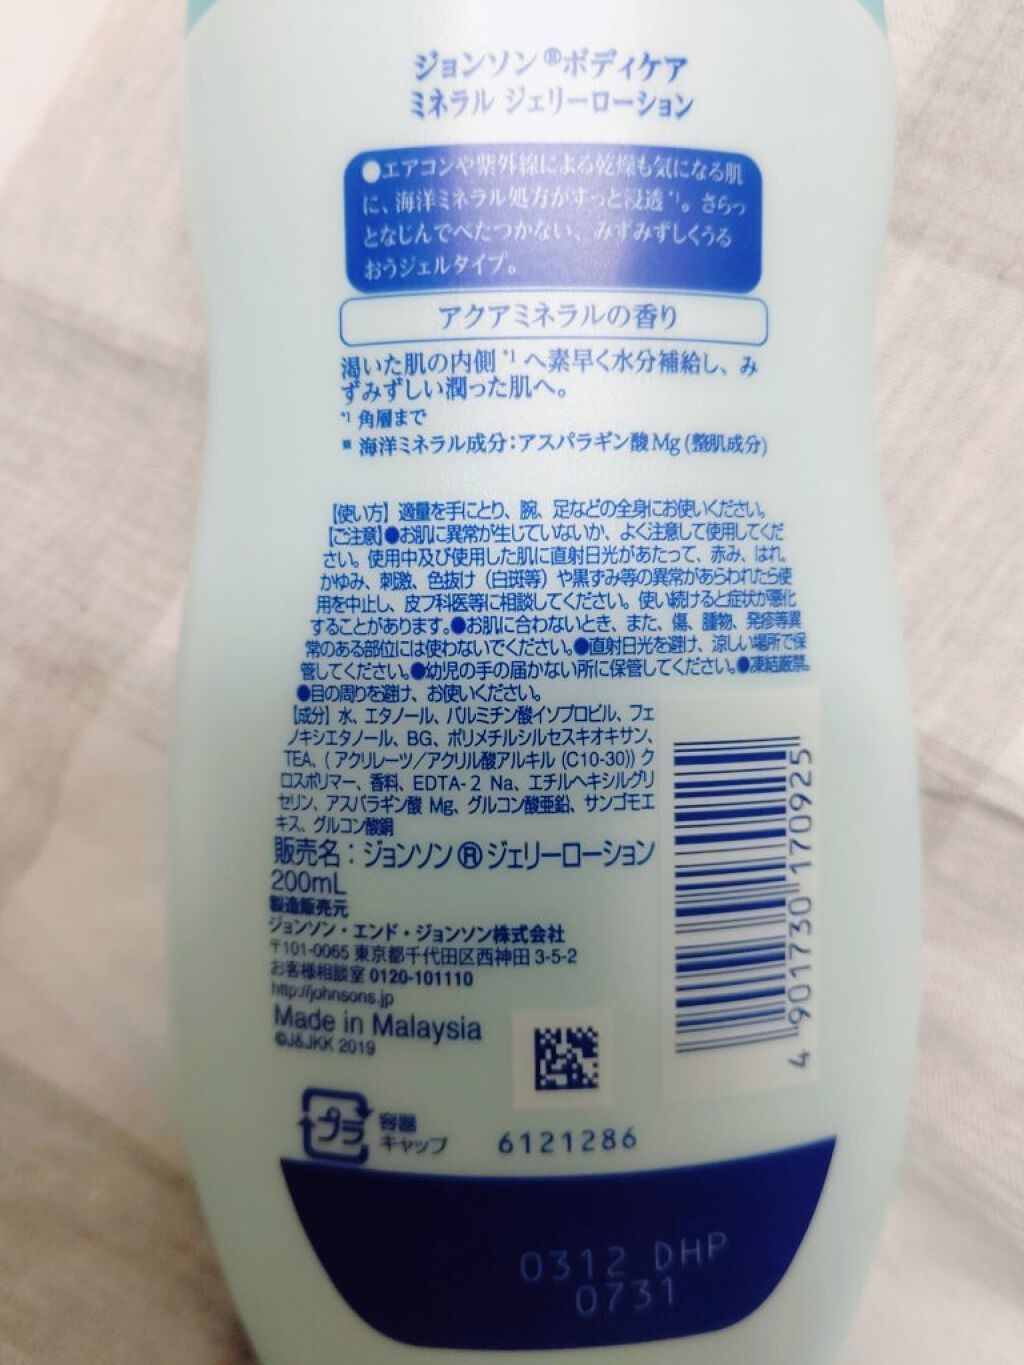 ジョンソン®ボディケア
ミネラル ジェリーローション
●エアコンや紫外線による乾燥も気になる肌
に、海洋ミネラル処方がすっと浸透*1。さらっ
となじんでべたつかない、みずみずしくうる
おうジェルタイプ。
アクアミネラルの香り
渇いた肌の内側*1へ素早く水分補給し、み
ずみずしい潤った肌へ。
*1 角層まで
■ 海洋ミネラル成分：アスパラギン酸Mg(整肌成分)
【使い方】適量を手にとり、腕、足などの全身にお使いください。
【ご注意】●お肌に異常が生じていないか、よく注意して使用してくだ
さい。使用中及び使用した肌に直射日光があたって、赤み、はれ、
かゆみ、刺激、色抜け（白斑等）や黒ずみ等の異常があらわれたら使
用を中止し、皮フ科医等に相談してください。使い続けると症状が悪化
することがあります。●お肌に合わないとき、また、傷、腫物、発疹等異
常のある部位には使わないでください。●直射日光を避け、涼しい場所で保
管してください。●幼児の手の届かない所に保管してください。●凍結厳禁。
●目の周りを避け、お使いください。
【成分】水、エタノール、パルミチン酸イソプロピル、フェ
ノキシエタノール、BG、ポリメチルシルセスキオキサン、
TEA、(アクリレーツ／アクリル酸アルキル(C10-30))ク
ロスポリマー、香料、EDTA-2Na、エチルヘキシルグリ
セリン、アスパラギン酸Mg、グルコン酸亜鉛、サンゴモエ
キス、グルコン酸銅
販売名：ジョンソン®ジェリーローション
200mL
製造販売元
ジョンソン・エンド・ジョンソン株式会社
〒101-0065 東京都千代田区西神田3-5-2
お客様相談室 0120-101110
http://johnsons.jp
Made in Malaysia
©J&JKK 2019
4 901730 170925
プラ
容器
キャップ
6121286
0312 DHP
0731